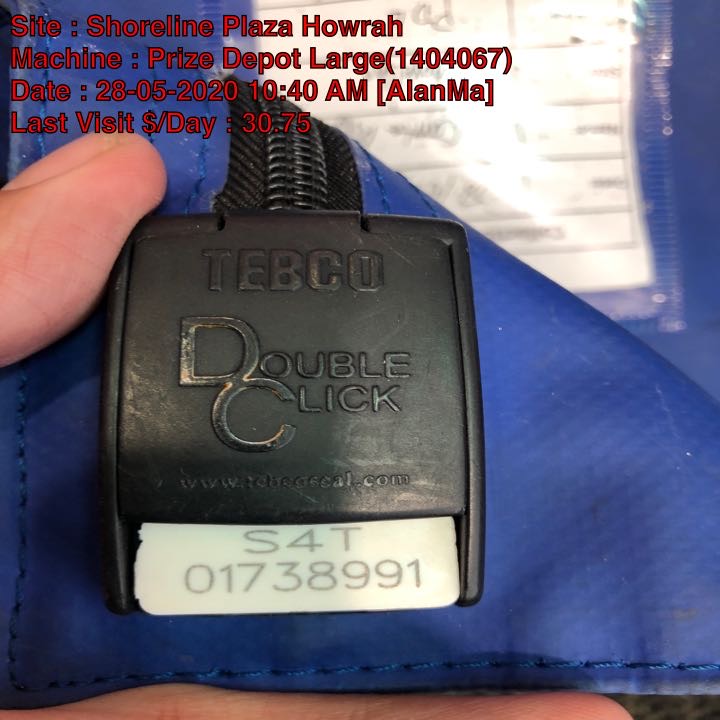 Site : Shoreline Plaza Howrah
Machine : Prize Depot Large(1404067)
Date : 28-05-2020 10:40 AM [AlanMa]
Last Visit $/Day : 30.75
TEBCO
DOUBLE
CLICK
www.tebcoseal.com
S4T
01738991